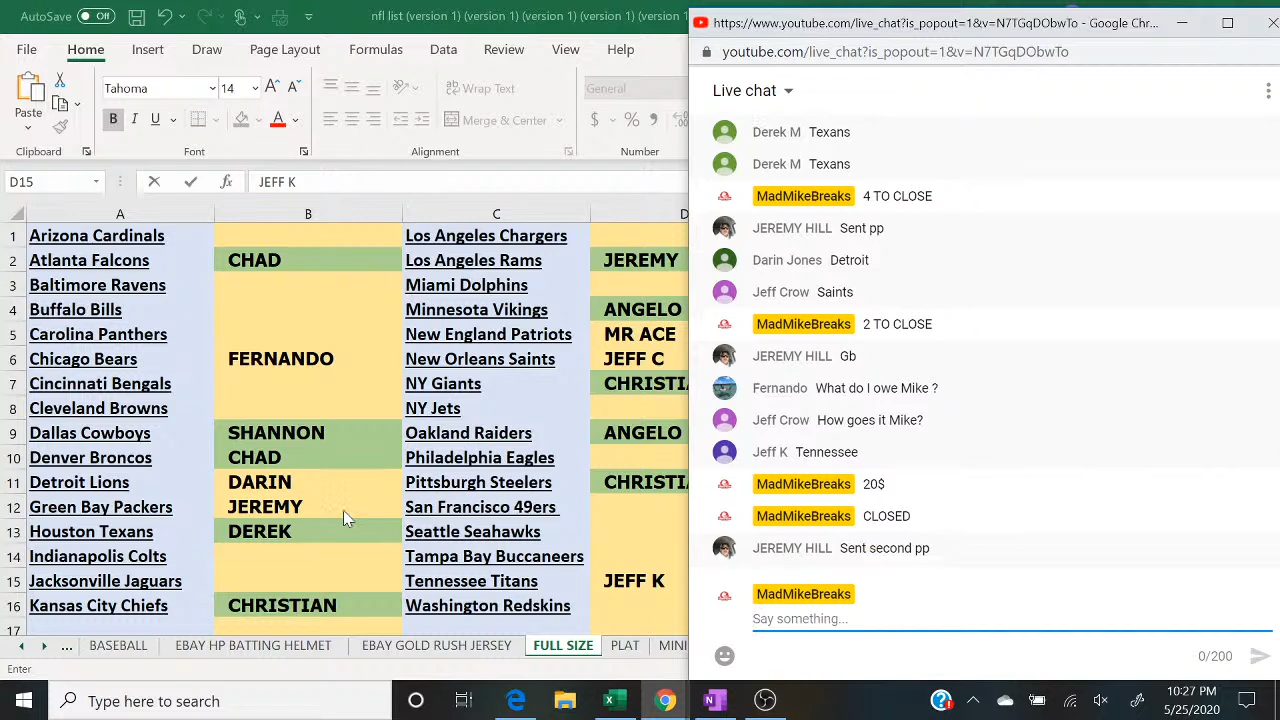 AutoSave Off nfl list (version 1) (version 1) (version 1) (version
https://www.youtube.com/live_chat?is_popout=1&v=N7TGqDObwTo - Google Chr...
youtube.com/live_chat?is_popout=1&v=N7TGqDObwTo
File Home Insert Draw Page Layout Formulas Data Review View Help
Tahoma 14 Wrap Text General
Paste B I U Merge & Center $ %
Clipboard Font Alignment Number
D15 fx JEFF K
A B C D
1 Arizona Cardinals Los Angeles Chargers
2 Atlanta Falcons CHAD Los Angeles Rams JEREMY
3 Baltimore Ravens Miami Dolphins
4 Buffalo Bills Minnesota Vikings ANGELO
5 Carolina Panthers New England Patriots MR ACE
6 Chicago Bears FERNANDO New Orleans Saints JEFF C
7 Cincinnati Bengals NY Giants CHRISTIA
8 Cleveland Browns NY Jets
9 Dallas Cowboys SHANNON Oakland Raiders ANGELO
10 Denver Broncos CHAD Philadelphia Eagles
11 Detroit Lions DARIN Pittsburgh Steelers CHRISTIA
12 Green Bay Packers JEREMY San Francisco 49ers
13 Houston Texans DEREK Seattle Seahawks
14 Indianapolis Colts Tampa Bay Buccaneers
15 Jacksonville Jaguars Tennessee Titans JEFF K
16 Kansas City Chiefs CHRISTIAN Washington Redskins
17
... BASEBALL EBAY HP BATTING HELMET EBAY GOLD RUSH JERSEY FULL SIZE PLAT MINI
Enter
Live chat
Derek M Texans
Derek M Texans
MadMikeBreaks 4 TO CLOSE
JEREMY HILL Sent pp
Darin Jones Detroit
Jeff Crow Saints
MadMikeBreaks 2 TO CLOSE
JEREMY HILL Gb
Fernando What do I owe Mike ?
Jeff Crow How goes it Mike?
Jeff K Tennessee
MadMikeBreaks 20$
MadMikeBreaks CLOSED
JEREMY HILL Sent second pp
MadMikeBreaks
Say something...
0/200
Type here to search
10:27 PM
5/25/2020